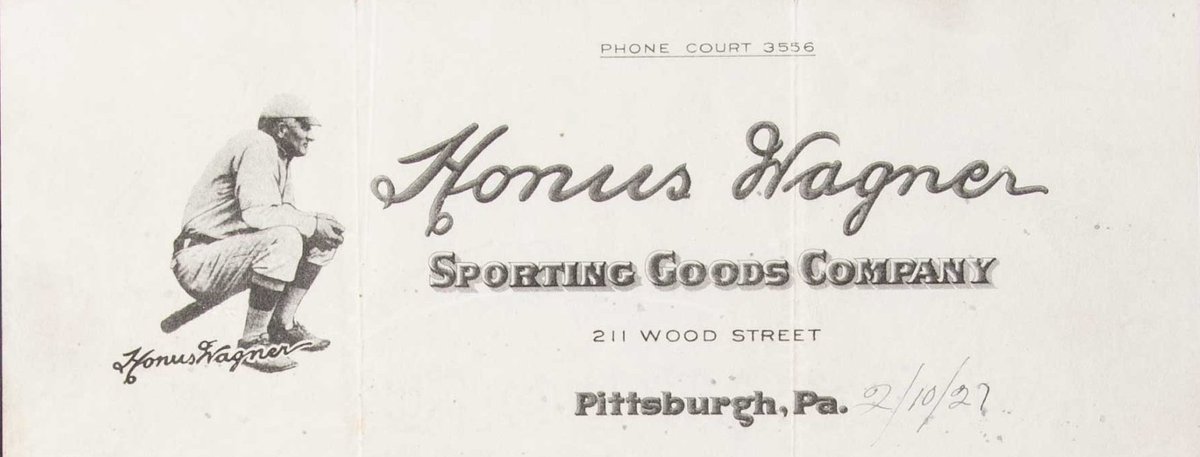 PHONE COURT 3556
Honus Wagner
SPORTING GOODS COMPANY
211 WOOD STREET
Pittsburgh, Pa. 2/10/27
Honus Wagner